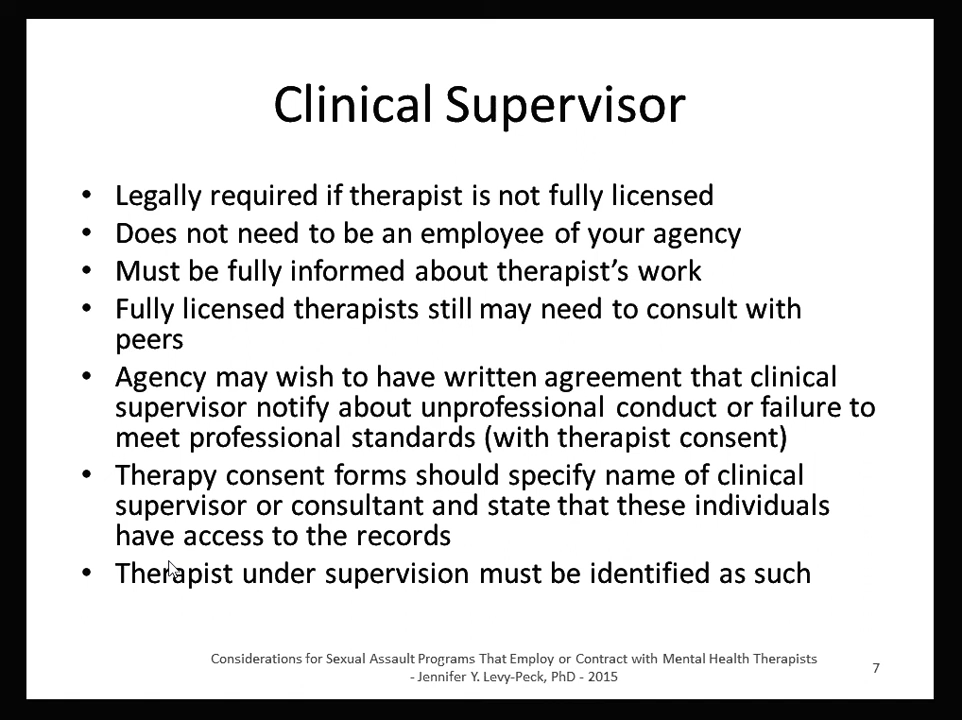 Clinical Supervisor
• Legally required if therapist is not fully licensed
• Does not need to be an employee of your agency
• Must be fully informed about therapist’s work
• Fully licensed therapists still may need to consult with
peers
• Agency may wish to have written agreement that clinical
supervisor notify about unprofessional conduct or failure to
meet professional standards (with therapist consent)
• Therapy consent forms should specify name of clinical
supervisor or consultant and state that these individuals
have access to the records
• Therapist under supervision must be identified as such
Considerations for Sexual Assault Programs That Employ or Contract with Mental Health Therapists
- Jennifer Y. Levy-Peck, PhD - 2015
7